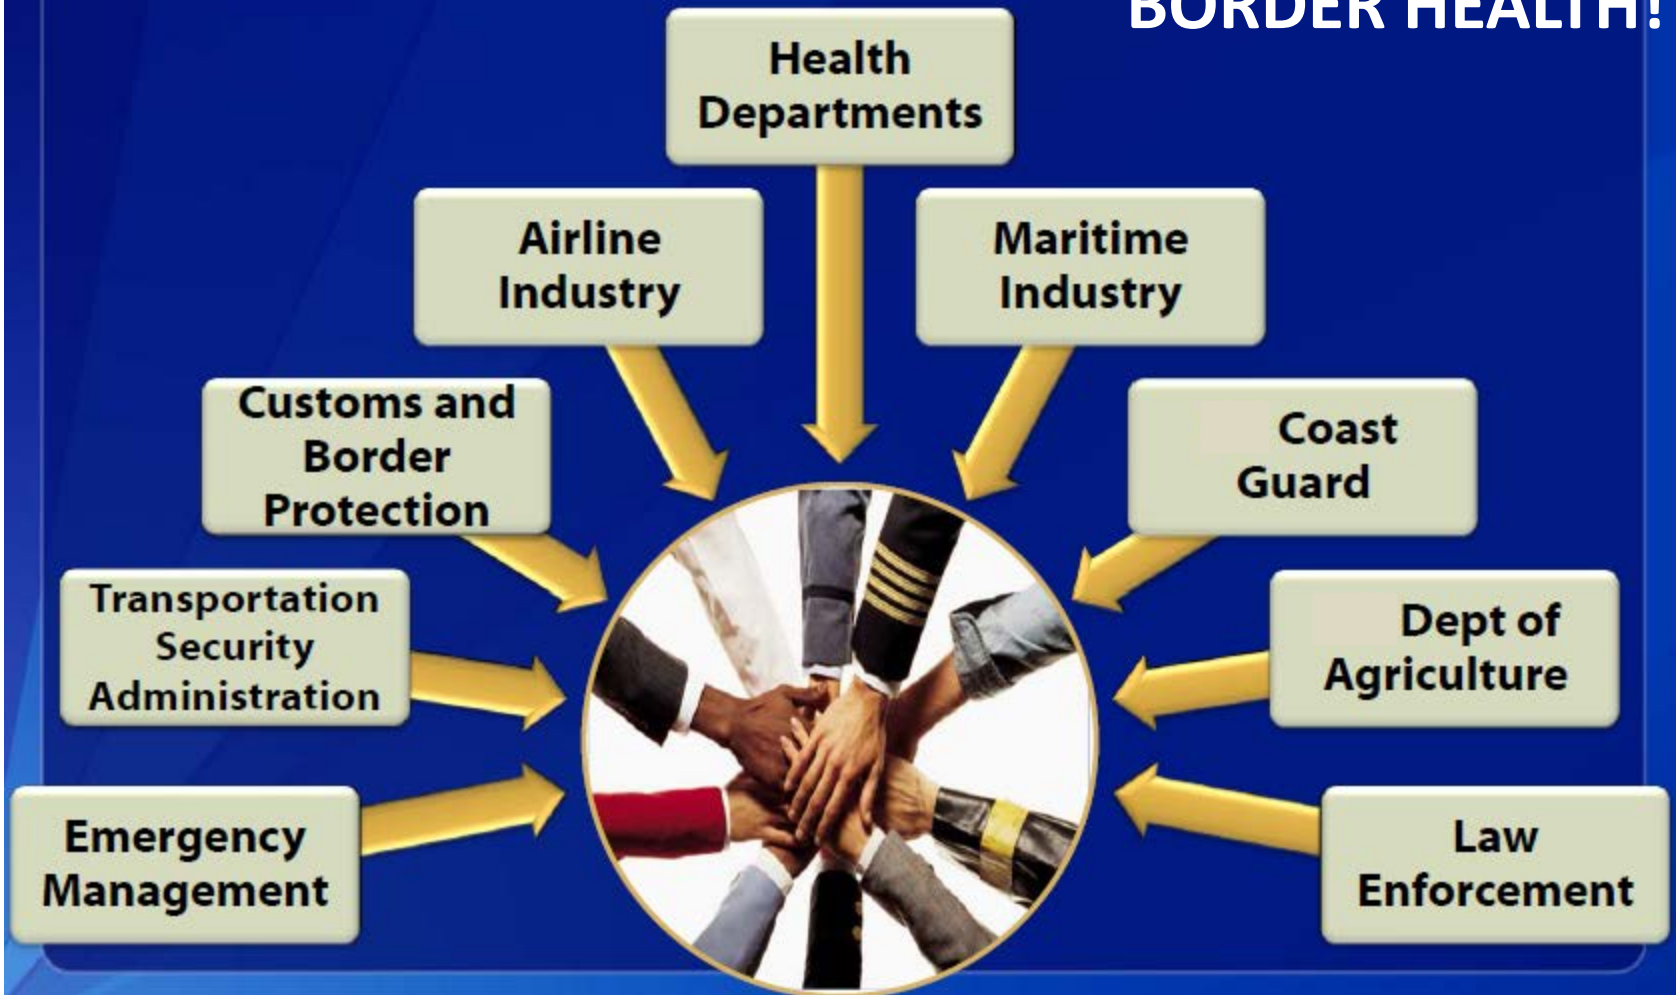 BORDER HEALTH!
Health
Departments
Airline
Industry
Maritime
Industry
Customs and
Border
Protection
Coast
Guard
Transportation
Security
Administration
Dept of
Agriculture
Emergency
Management
Law
Enforcement